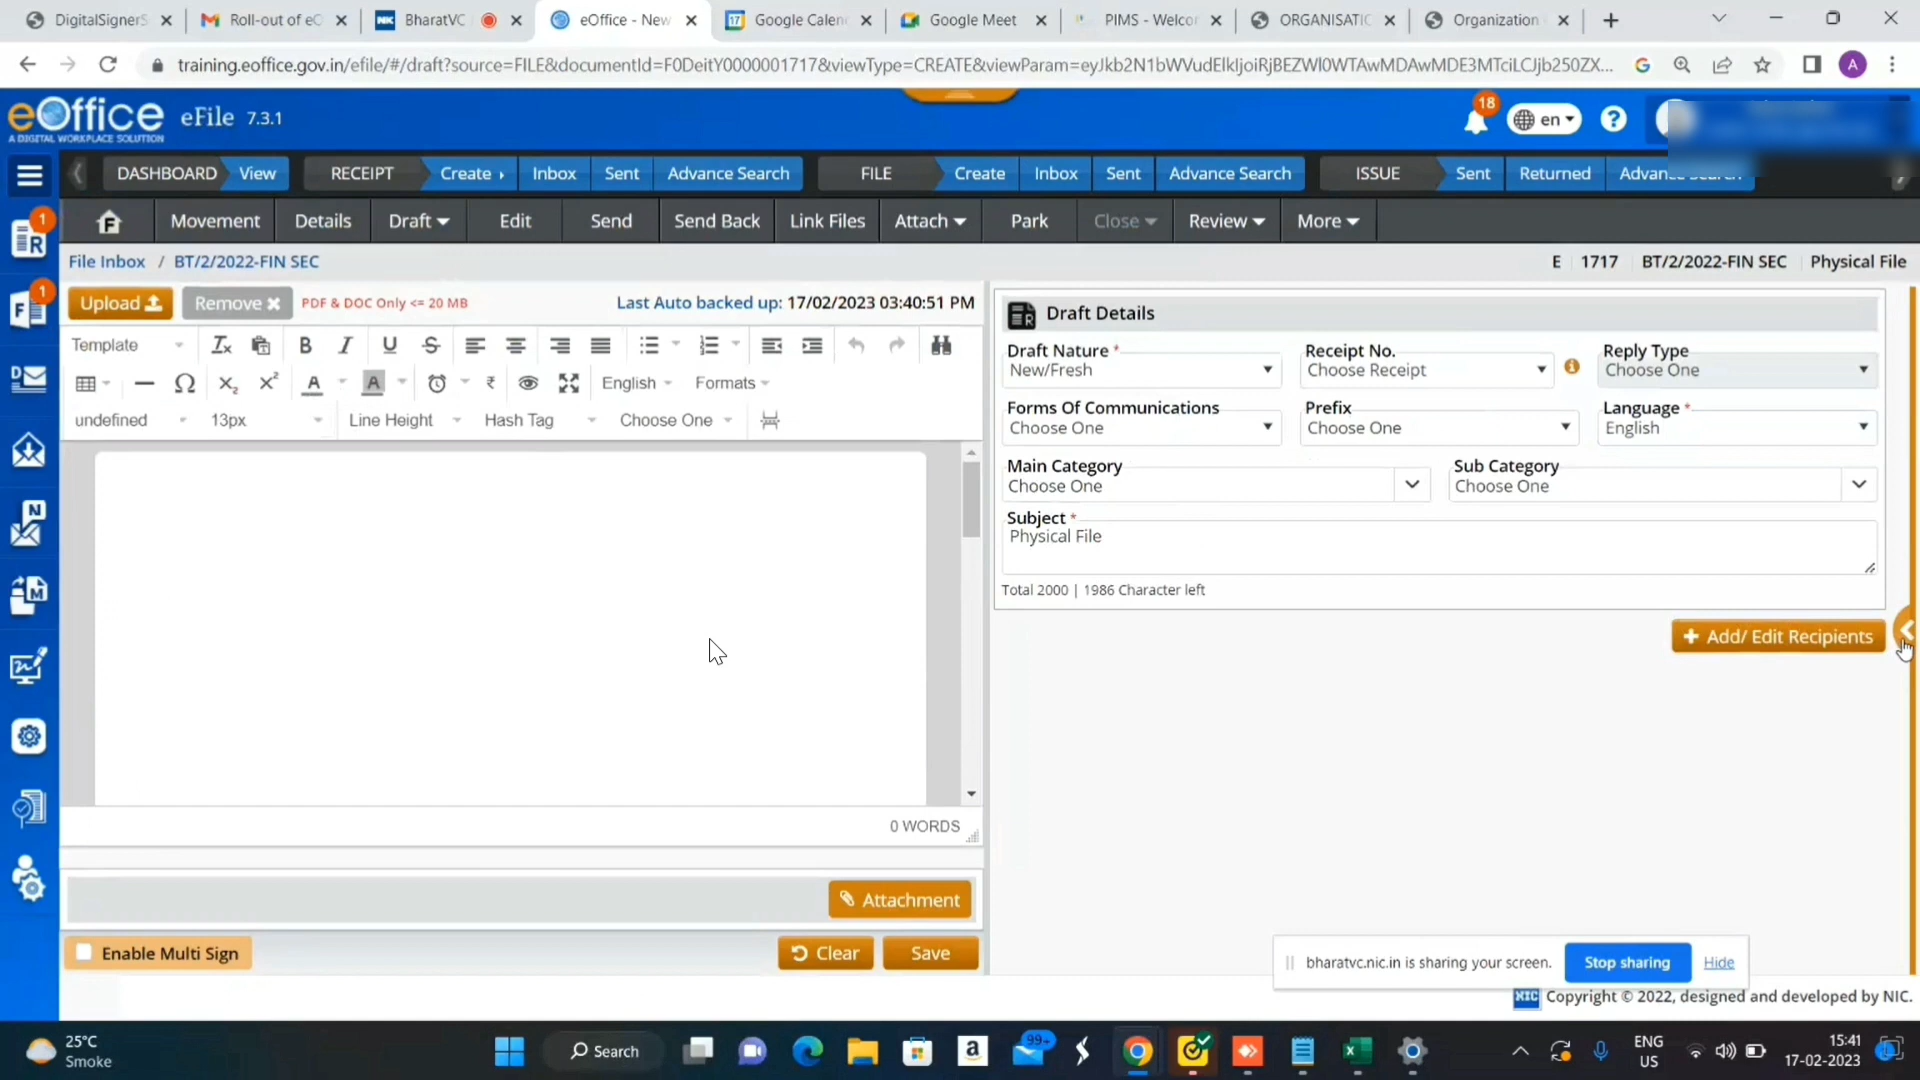 DigitalSignerS
Roll-out of eO
BharatVC
eOffice - New
Google Calen
Google Meet
PIMS - Welcor
ORGANISATIO
Organization
training.eoffice.gov.in/efile/#/draft?source=FILE&documentId=F0DeitY0000001717&viewType=CREATE&viewParam=eyJkb2N1bWVudElkIjoiRjBEZWl0WTAwMDAwMDE3MTciLCJjb250ZX...
A
eOffice
A DIGITAL WORKPLACE SOLUTION
eFile 7.3.1
18
en
?
DASHBOARD View RECEIPT Create Inbox Sent Advance Search FILE Create Inbox Sent Advance Search ISSUE Sent Returned
Movement Details Draft Edit Send Send Back Link Files Attach Park Close Review More
File Inbox / BT/2/2022-FIN SEC
E 1717 BT/2/2022-FIN SEC Physical File
Upload Remove PDF & DOC Only <= 20 MB Last Auto backed up: 17/02/2023 03:40:51 PM
Template
English Formats
undefined 13px Line Height Hash Tag Choose One
0 WORDS
Attachment
Enable Multi Sign Clear Save
Draft Details
Draft Nature * Receipt No. Reply Type
New/Fresh Choose Receipt Choose One
Forms Of Communications Prefix Language *
Choose One Choose One English
Main Category Sub Category
Choose One Choose One
Subject *
Physical File
Total 2000 | 1986 Character left
+ Add/ Edit Recipients
bharatvc.nic.in is sharing your screen. Stop sharing Hide
NIC Copyright © 2022, designed and developed by NIC.
25°C
Smoke
Search
99+
ENG
US
15:41
17-02-2023